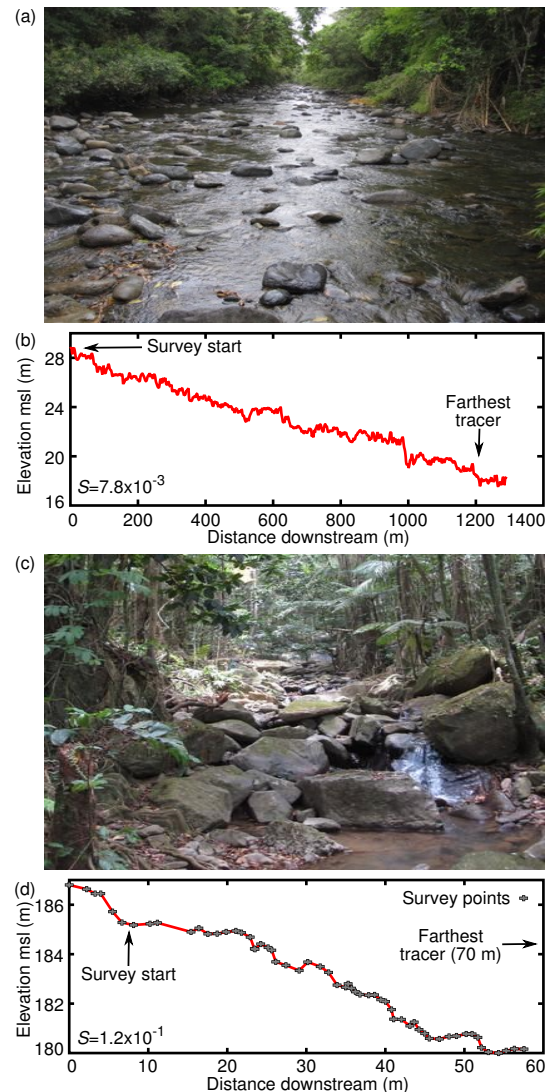 (a)
(b)
28
24
20
16
Elevation msl (m)
Survey start
Farthest
tracer
S=7.8x10-3
0 200 400 600 800 1000 1200 1400
Distance downstream (m)
(c)
(d)
186
184
182
180
Elevation msl (m)
Survey points
Survey start
Farthest
tracer (70 m)
S=1.2x10-1
0 10 20 30 40 50 60
Distance downstream (m)